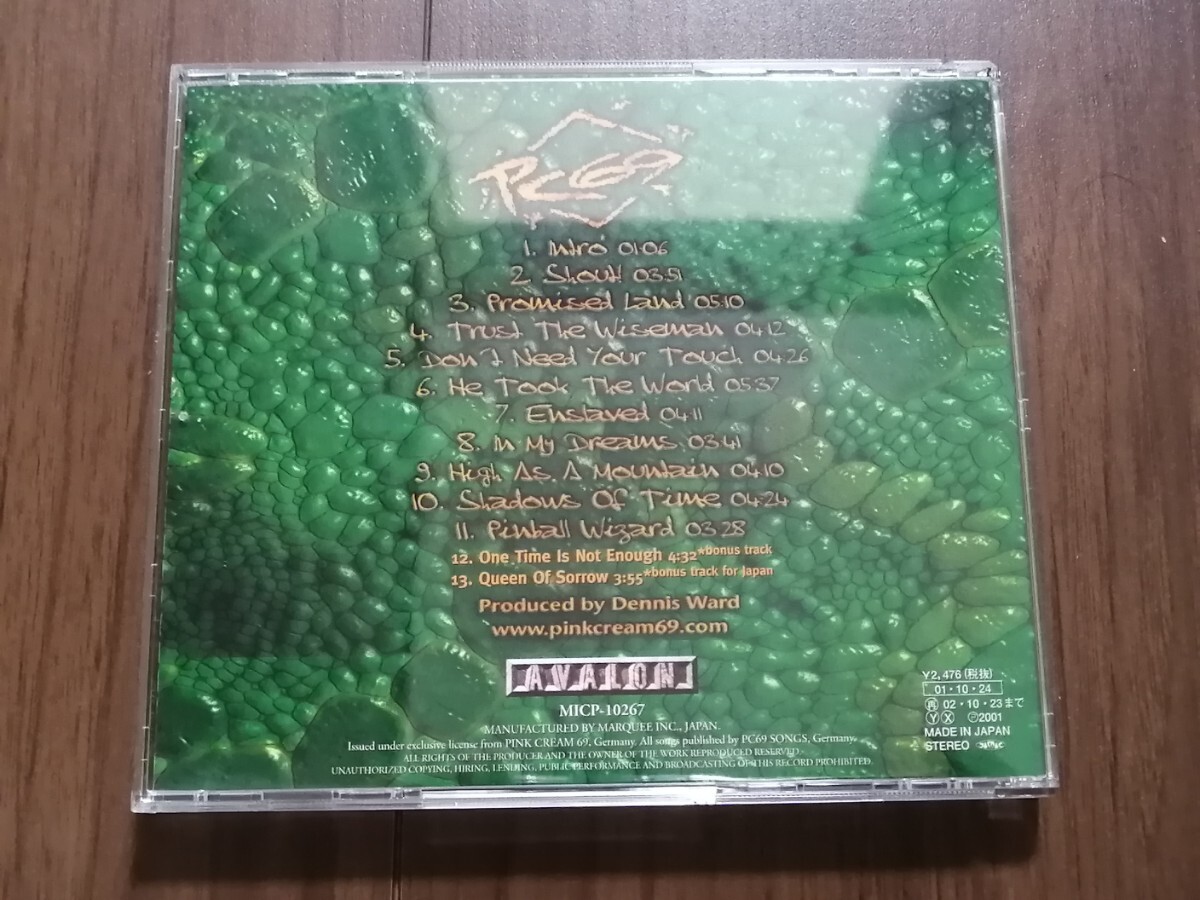 PC69
1. Intro 01:06
2. Shout! 03:51
3. Promised Land 05:10
4. Trust The Wiseman 04:12
5. Don't Need Your Touch 04:26
6. He Took The World 05:37
7. Enslaved 04:11
8. In My Dreams 03:41
9. High As A Mountain 04:10
10. Shadows Of Time 04:24
11. Pinball Wizard 03:28
12. One Time Is Not Enough 4:32*bonus track
13. Queen Of Sorrow 3:55*bonus track for Japan
Produced by Dennis Ward
www.pinkcream69.com
AVALON
MICP-10267
MANUFACTURED BY MARQUEE INC., JAPAN.
Issued under exclusive license from PINK CREAM 69, Germany. All songs published by PC69 SONGS, Germany.
ALL RIGHTS OF THE PRODUCER AND THE OWNER OF THE WORK REPRODUCED RESERVED.
UNAUTHORIZED COPYING, HIRING, LENDING, PUBLIC PERFORMANCE AND BROADCASTING OF THIS RECORD PROHIBITED.
¥2,476(税抜)
01・10・24
再 02・10・23まで
Y X Ⓟ2001
MADE IN JAPAN
STEREO